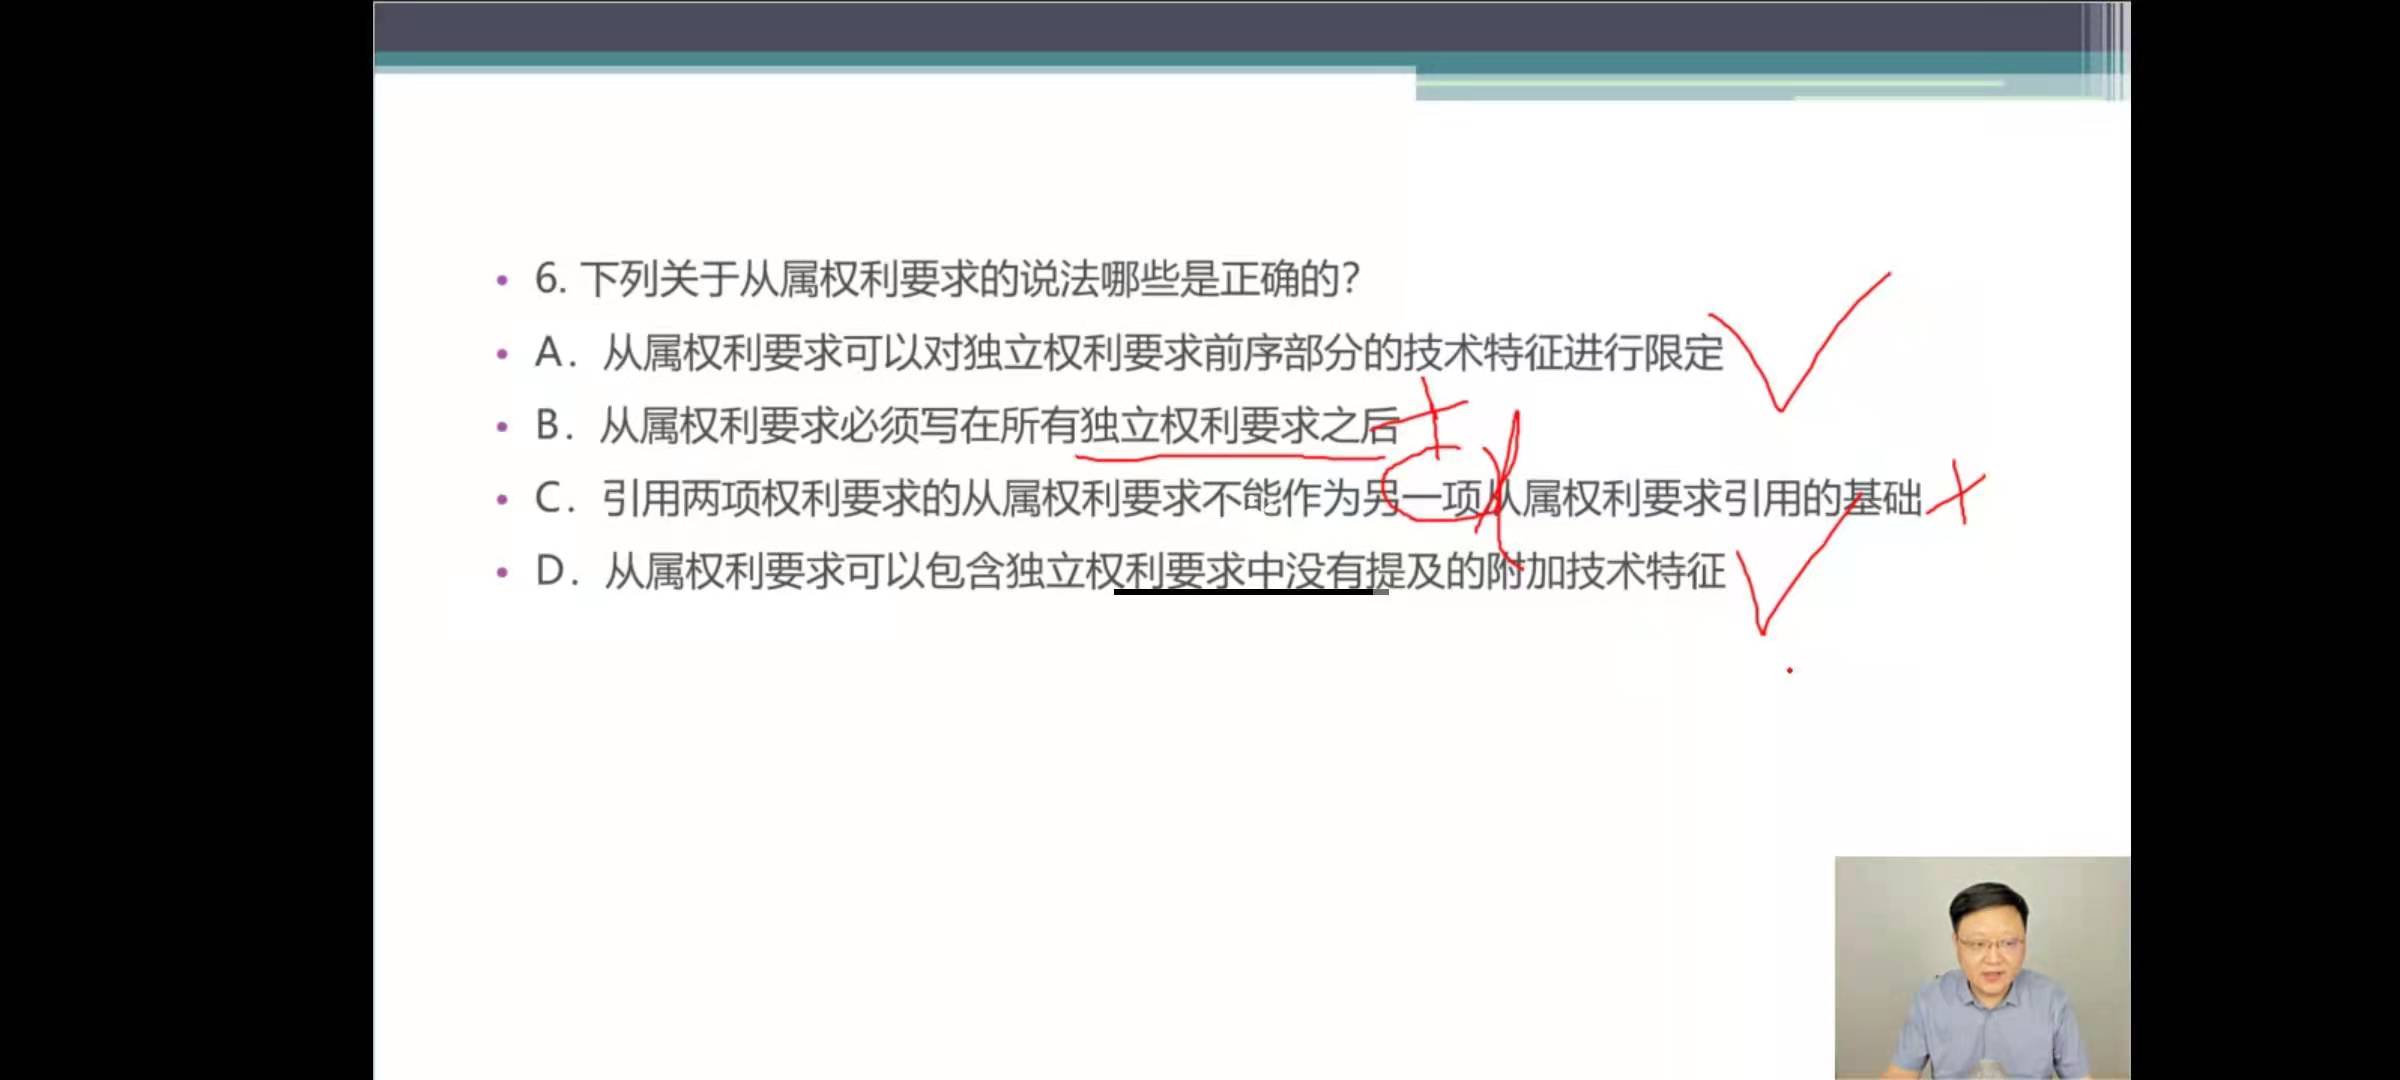 6. 下列关于从属权利要求的说法哪些是正确的？
A．从属权利要求可以对独立权利要求前序部分的技术特征进行限定
B．从属权利要求必须写在所有独立权利要求之后
C．引用两项权利要求的从属权利要求不能作为另一项从属权利要求引用的基础
D．从属权利要求可以包含独立权利要求中没有提及的附加技术特征